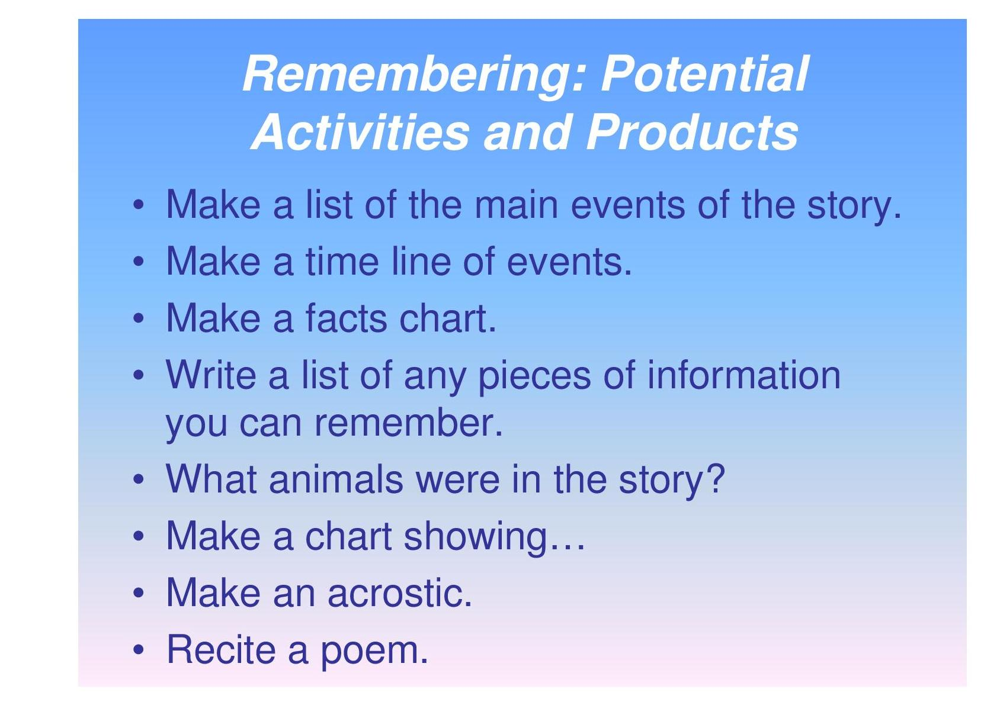 Remembering: Potential
Activities and Products
• Make a list of the main events of the story.
• Make a time line of events.
• Make a facts chart.
• Write a list of any pieces of information
you can remember.
• What animals were in the story?
• Make a chart showing…
• Make an acrostic.
• Recite a poem.